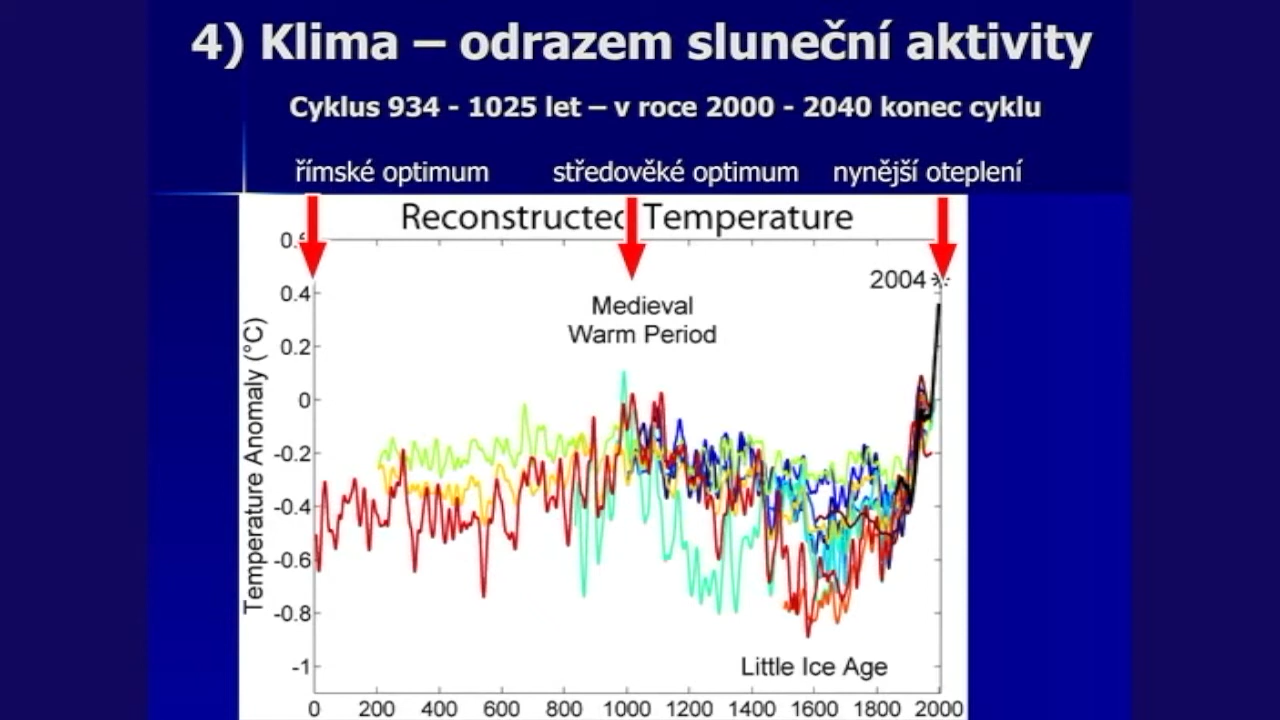 4) Klima – odrazem sluneční aktivity
Cyklus 934 - 1025 let – v roce 2000 - 2040 konec cyklu
římské optimum středověké optimum nynější oteplení
Reconstructed Temperature
2004
Medieval
Warm Period
Little Ice Age
Temperature Anomaly (°C)
0.4
0.2
0
-0.2
-0.4
-0.6
-0.8
-1
0 200 400 600 800 1000 1200 1400 1600 1800 2000